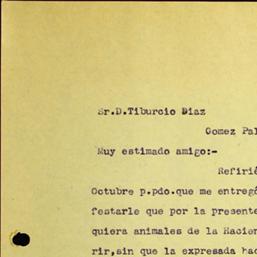 Sr.D.Tiburcio Diaz
Gomez Pal
Muy estimado amigo:-
Refirié
Octubre p.pdo.que me entregó
festarle que por la presente
quiera animales de la Hacien
rir,sin que la expresada hac